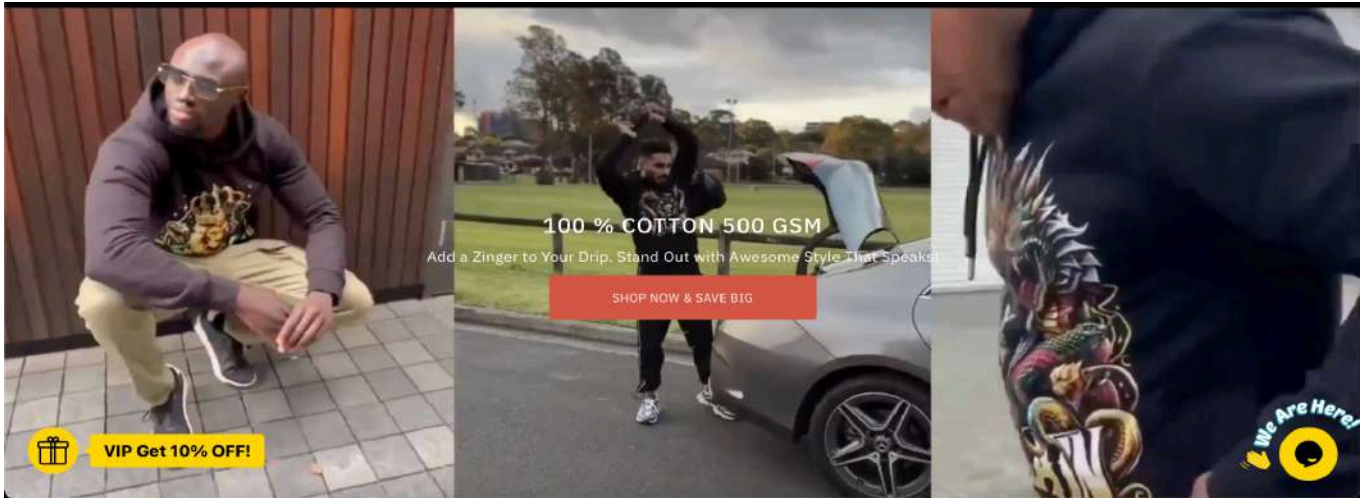 100 % COTTON 500 GSM
Add a Zinger to Your Drip. Stand Out with Awesome Style That Speaks!
SHOP NOW & SAVE BIG
VIP Get 10% OFF!
We Are Here!